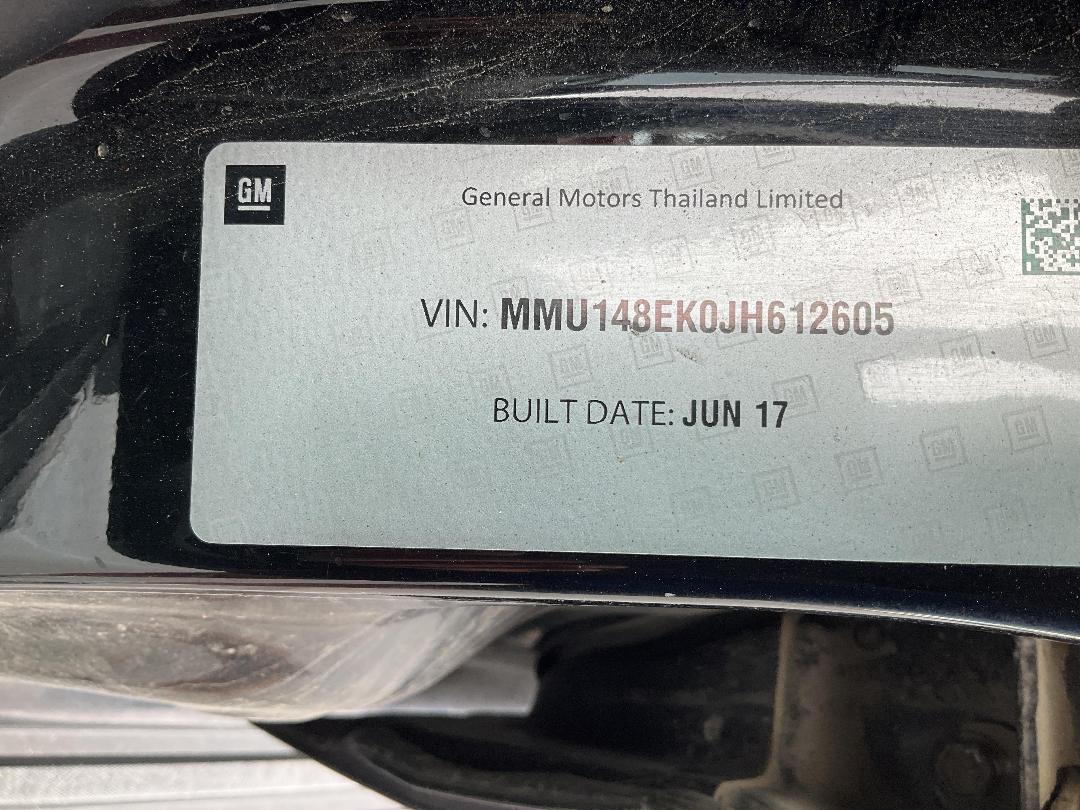 GM
General Motors Thailand Limited
VIN: MMU148EK0JH612605
BUILT DATE: JUN 17